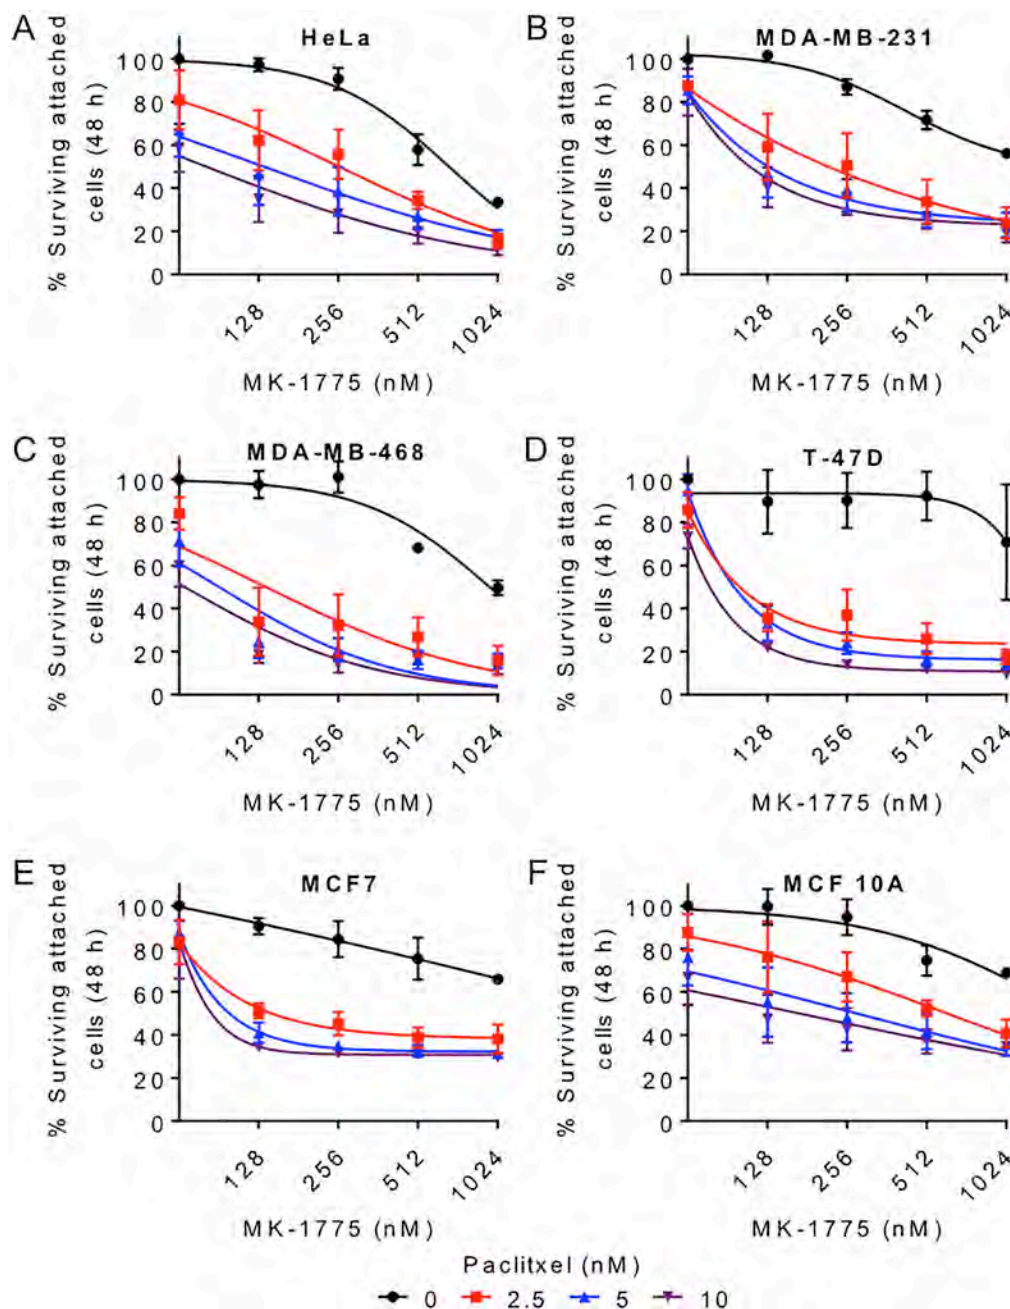 A
HeLa
% Surviving attached
cells (48 h)
100
80
60
40
20
0
128
256
512
1024
MK-1775 (nM)
B
MDA-MB-231
% Surviving attached
cells (48 h)
100
80
60
40
20
0
128
256
512
1024
MK-1775 (nM)
C
MDA-MB-468
% Surviving attached
cells (48 h)
100
80
60
40
20
0
128
256
512
1024
MK-1775 (nM)
D
T-47D
% Surviving attached
cells (48 h)
100
80
60
40
20
0
128
256
512
1024
MK-1775 (nM)
E
MCF7
% Surviving attached
cells (48 h)
100
80
60
40
20
0
128
256
512
1024
MK-1775 (nM)
F
MCF 10A
% Surviving attached
cells (48 h)
100
80
60
40
20
0
128
256
512
1024
MK-1775 (nM)
Paclitxel (nM)
0 2.5 5 10